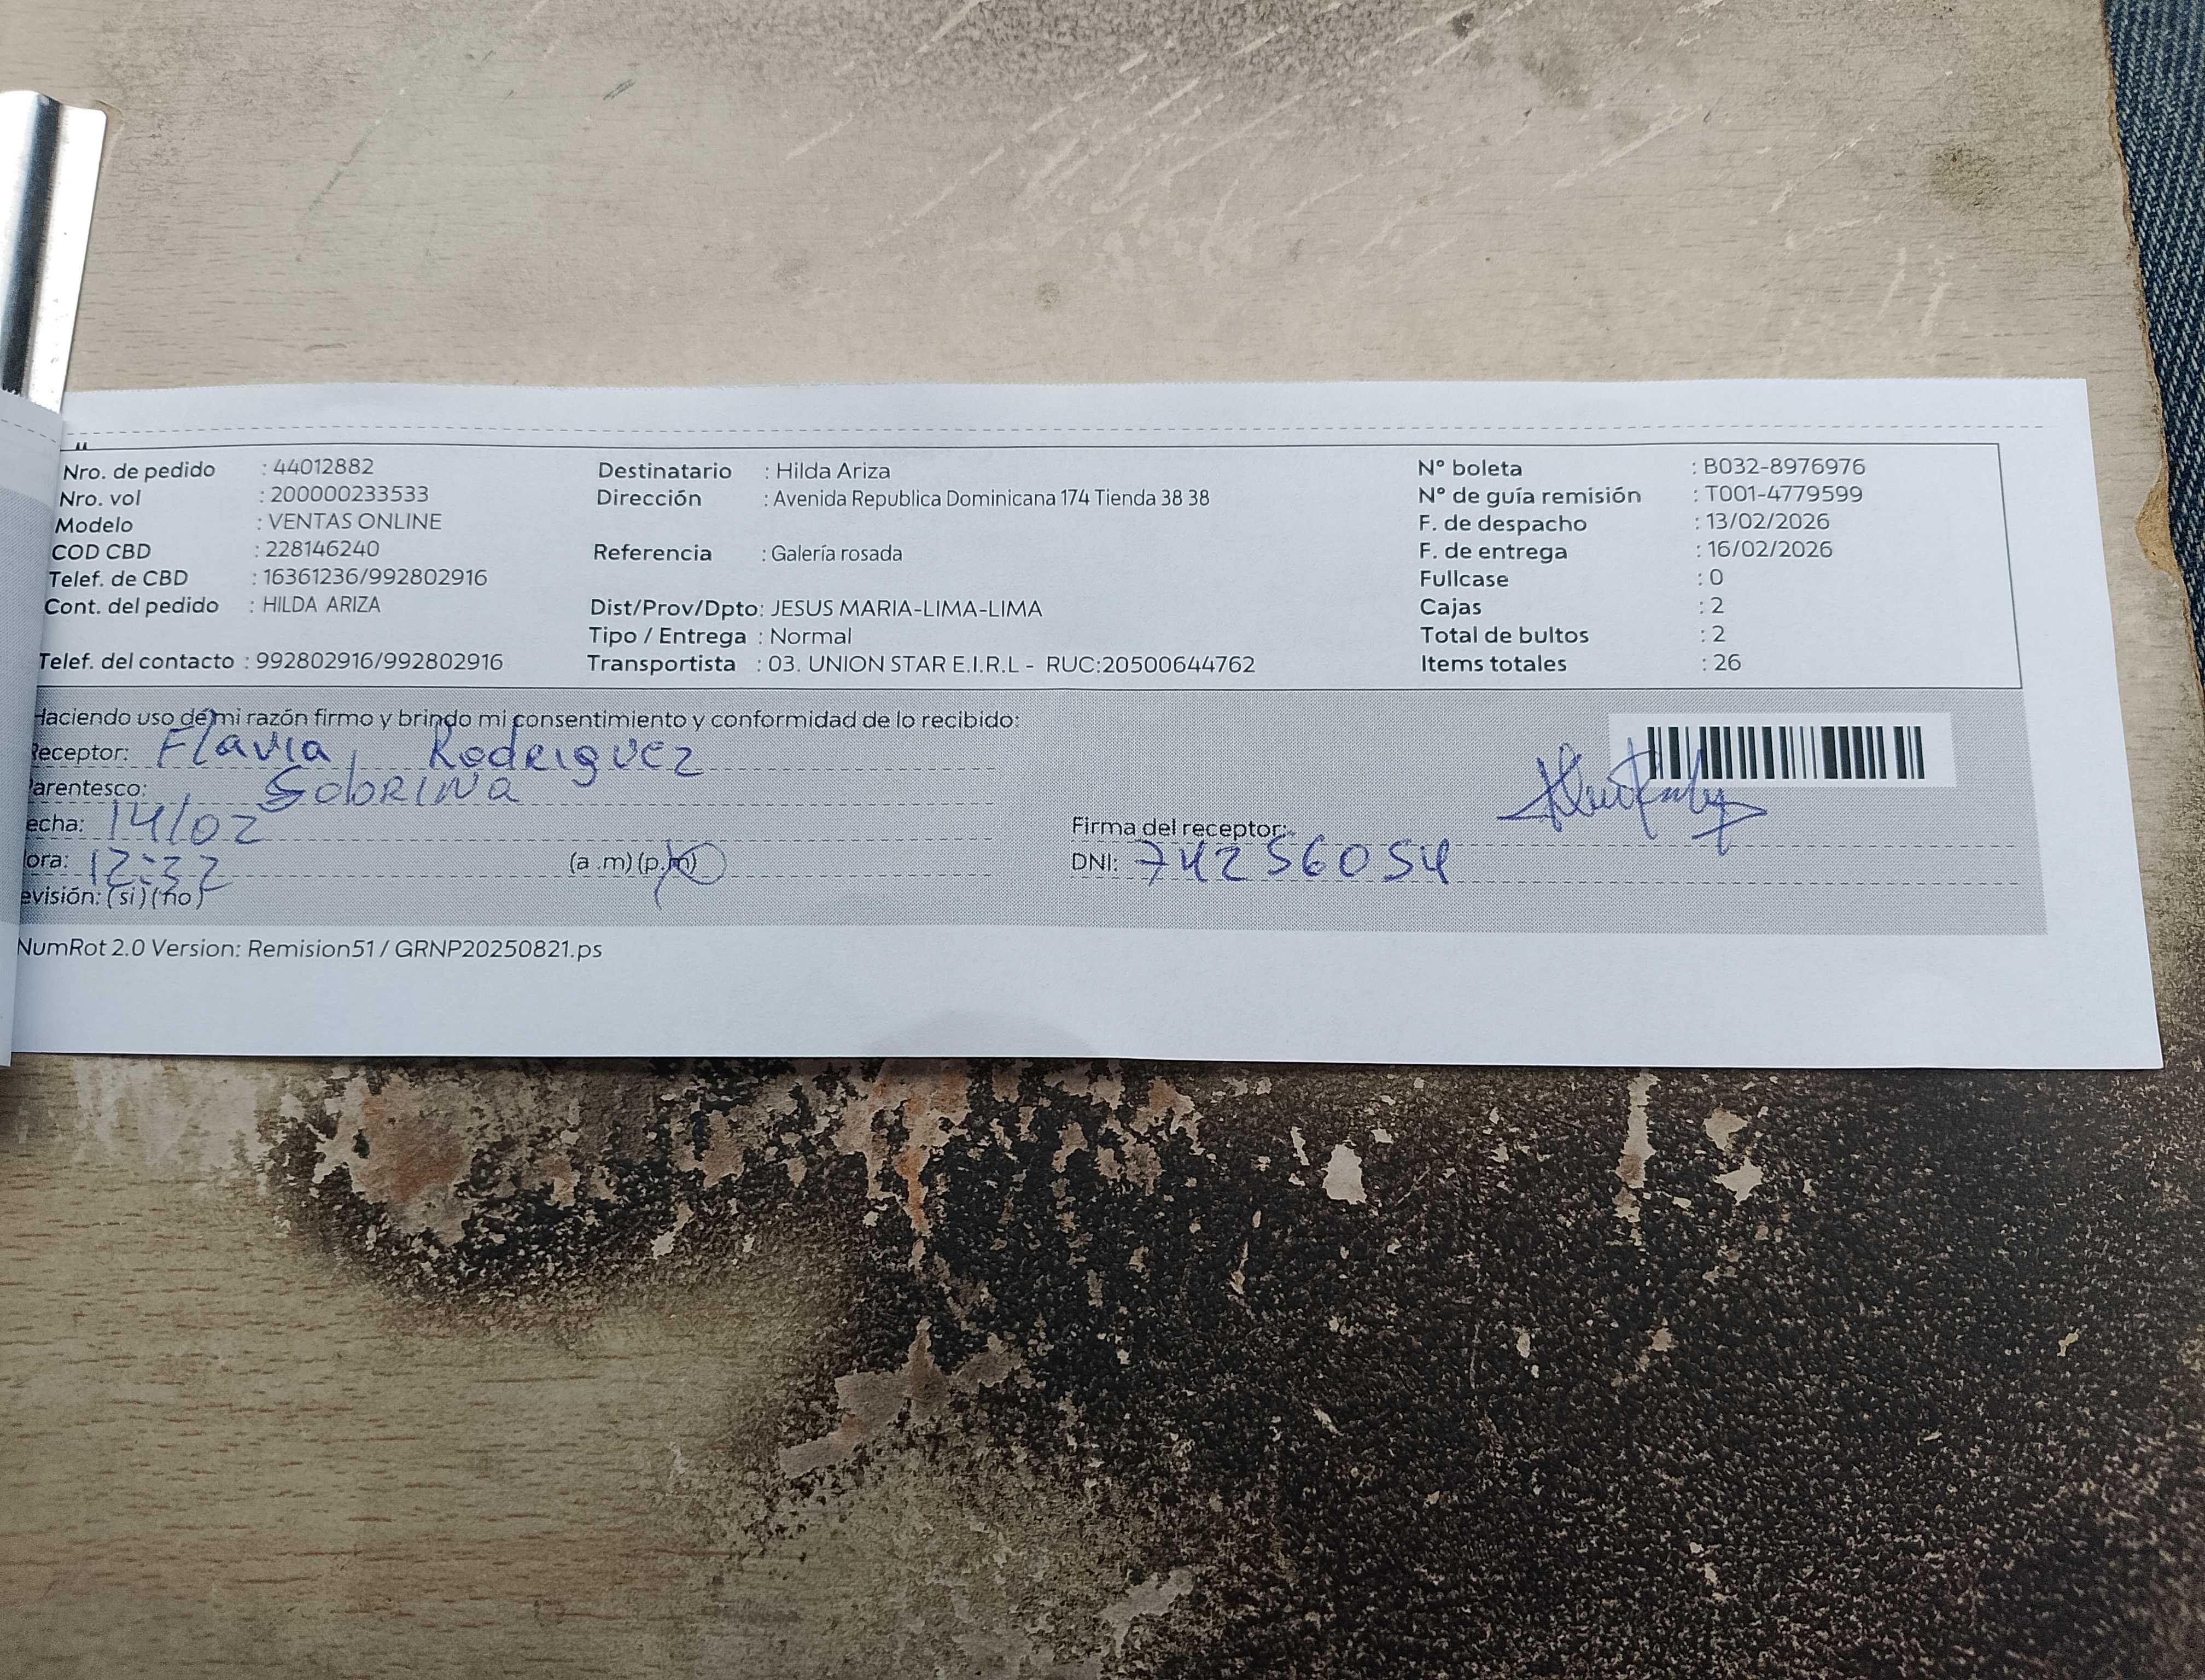 Nro. de pedido : 44012882
Nro. vol : 200000233533
Modelo : VENTAS ONLINE
COD CBD : 228146240
Telef. de CBD : 16361236/992802916
Cont. del pedido : HILDA ARIZA
Telef. del contacto : 992802916/992802916
Destinatario : Hilda Ariza
Dirección : Avenida Republica Dominicana 174 Tienda 38 38
Referencia : Galería rosada
Dist/Prov/Dpto: JESUS MARIA-LIMA-LIMA
Tipo / Entrega : Normal
Transportista : 03. UNION STAR E.I.R.L - RUC:20500644762
N° boleta : B032-8976976
N° de guía remisión : T001-4779599
F. de despacho : 13/02/2026
F. de entrega : 16/02/2026
Fullcase : 0
Cajas : 2
Total de bultos : 2
Items totales : 26
Haciendo uso de mi razón firmo y brindo mi consentimiento y conformidad de lo recibido:
Receptor: Flavia Rodriguez
arentesco: Sobrina
echa: 14/02
ora: 12:32 (a .m) (p.m)
evisión: (si) (no)
Firma del receptor:
DNI: 74256054
NumRot 2.0 Version: Remision51 / GRNP20250821.ps